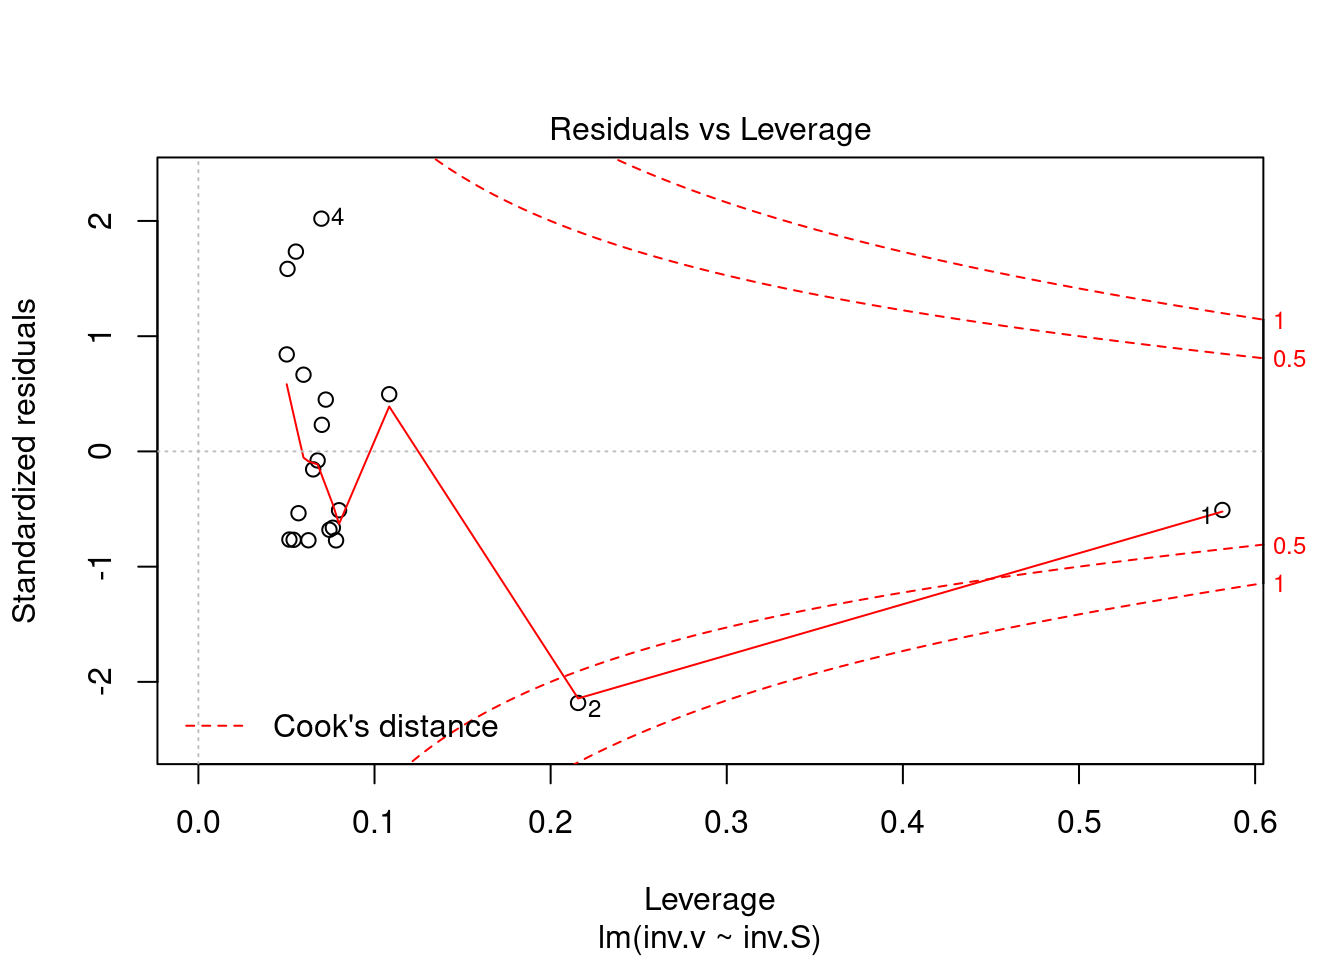 Residuals vs Leverage
Standardized residuals
2
1
0
-1
-2
4
2
1
1
0.5
0.5
1
Cook's distance
0.0 0.1 0.2 0.3 0.4 0.5 0.6
Leverage
lm(inv.v ~ inv.S)